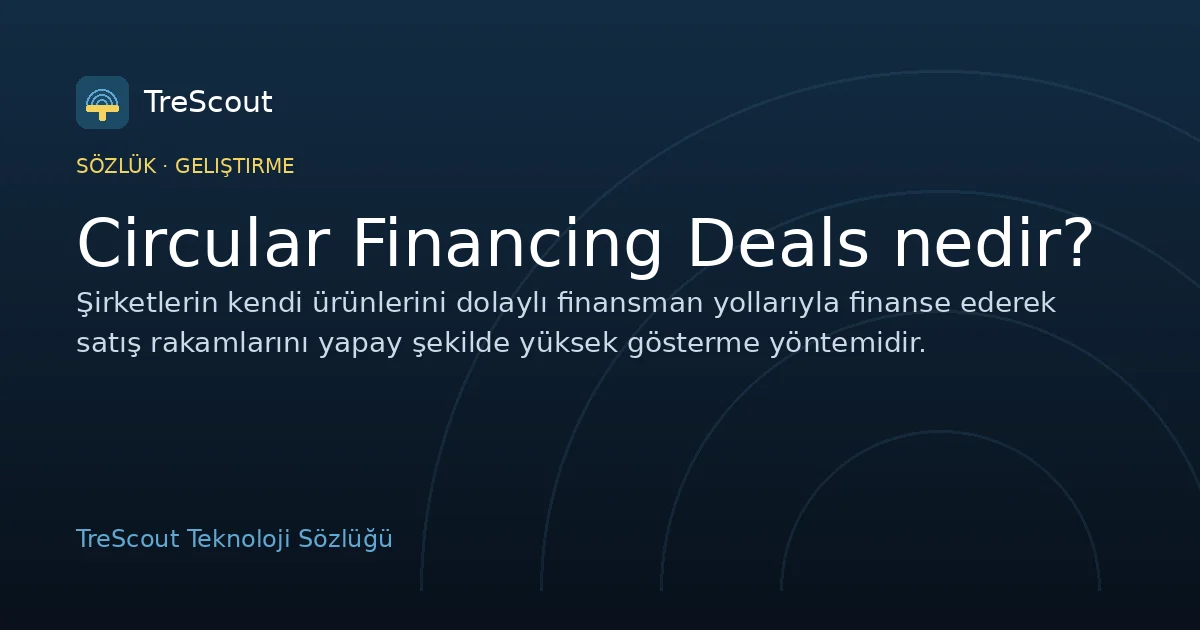 TreScout
SÖZLÜK · GELIŞTIRME
Circular Financing Deals nedir?
Şirketlerin kendi ürünlerini dolaylı finansman yollarıyla finanse ederek
satış rakamlarını yapay şekilde yüksek gösterme yöntemidir.
TreScout Teknoloji Sözlüğü